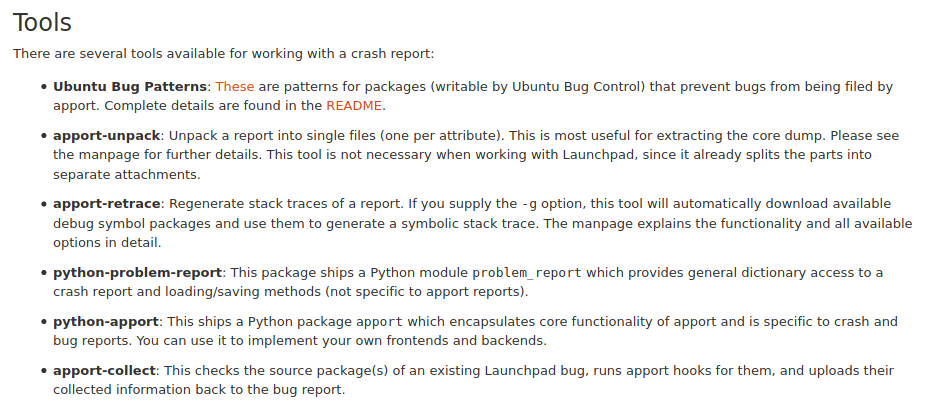 Tools
There are several tools available for working with a crash report:
• Ubuntu Bug Patterns: These are patterns for packages (writable by Ubuntu Bug Control) that prevent bugs from being filed by
apport. Complete details are found in the README.
• apport-unpack: Unpack a report into single files (one per attribute). This is most useful for extracting the core dump. Please see
the manpage for further details. This tool is not necessary when working with Launchpad, since it already splits the parts into
separate attachments.
• apport-retrace: Regenerate stack traces of a report. If you supply the -g option, this tool will automatically download available
debug symbol packages and use them to generate a symbolic stack trace. The manpage explains the functionality and all available
options in detail.
• python-problem-report: This package ships a Python module problem_report which provides general dictionary access to a
crash report and loading/saving methods (not specific to apport reports).
• python-apport: This ships a Python package apport which encapsulates core functionality of apport and is specific to crash and
bug reports. You can use it to implement your own frontends and backends.
• apport-collect: This checks the source package(s) of an existing Launchpad bug, runs apport hooks for them, and uploads their
collected information back to the bug report.